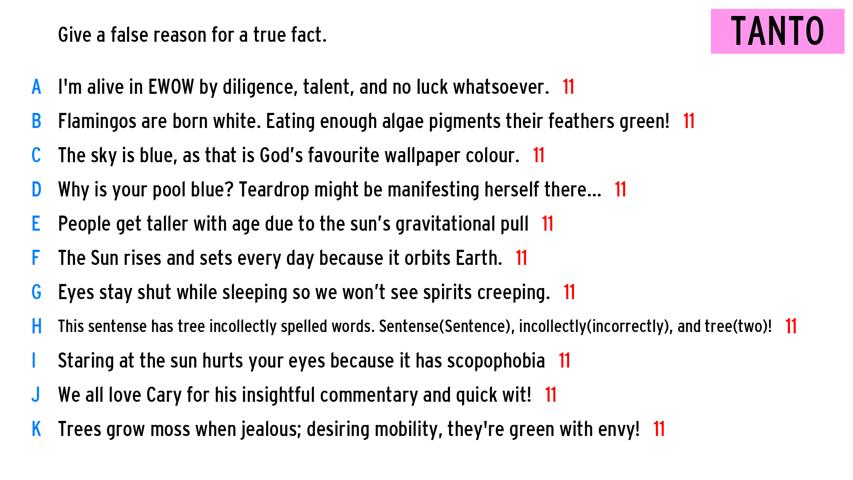 Give a false reason for a true fact.
TANTO
A I'm alive in EWOW by diligence, talent, and no luck whatsoever. 11
B Flamingos are born white. Eating enough algae pigments their feathers green! 11
C The sky is blue, as that is God's favourite wallpaper colour. 11
D Why is your pool blue? Teardrop might be manifesting herself there... 11
E People get taller with age due to the sun's gravitational pull 11
F The Sun rises and sets every day because it orbits Earth. 11
G Eyes stay shut while sleeping so we won't see spirits creeping. 11
H This sentense has tree incollectly spelled words. Sentense(Sentence), incollectly(incorrectly), and tree(two)! 11
I Staring at the sun hurts your eyes because it has scopophobia 11
J We all love Cary for his insightful commentary and quick wit! 11
K Trees grow moss when jealous; desiring mobility, they're green with envy! 11